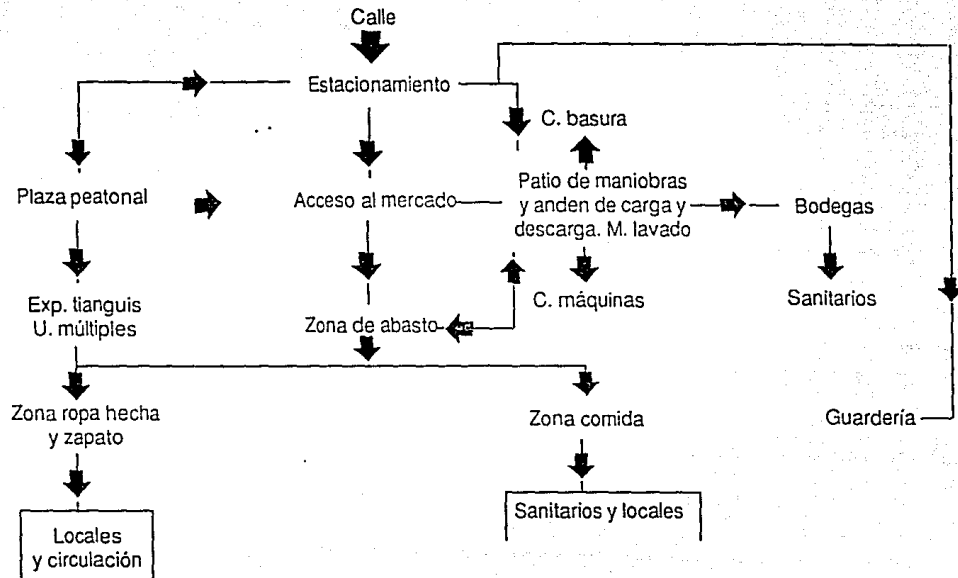 Calle
Estacionamiento
C. basura
Plaza peatonal
Acceso al mercado
Patio de maniobras
y anden de carga y
descarga. M. lavado
Bodegas
Exp. tianguis
U. múltiples
Zona de abasto
C. máquinas
Sanitarios
Zona ropa hecha
y zapato
Zona comida
Guardería
Locales
y circulación
Sanitarios y locales